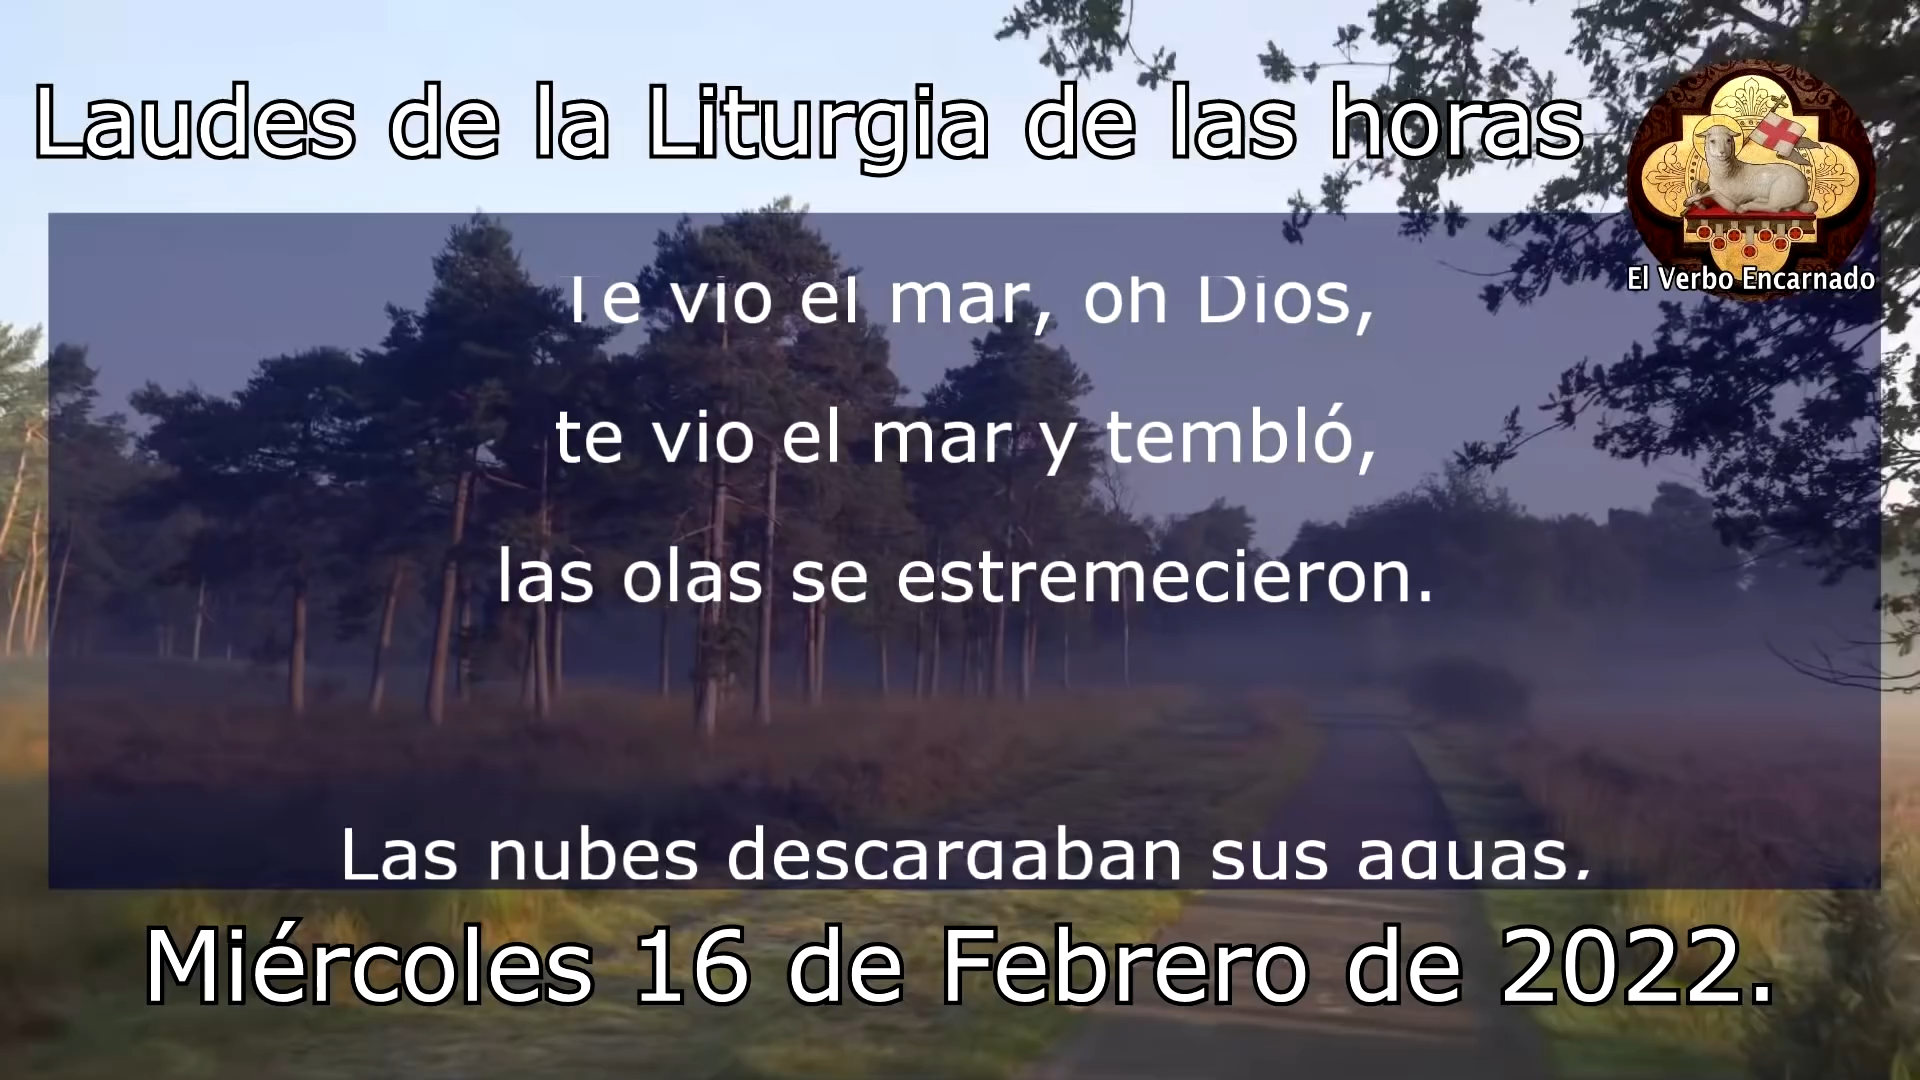 Laudes de la Liturgia de las horas
El Verbo Encarnado
Te vio el mar, oh Dios,
te vio el mar y tembló,
las olas se estremecieron.
Las nubes descargaban sus aguas,
Miércoles 16 de Febrero de 2022.